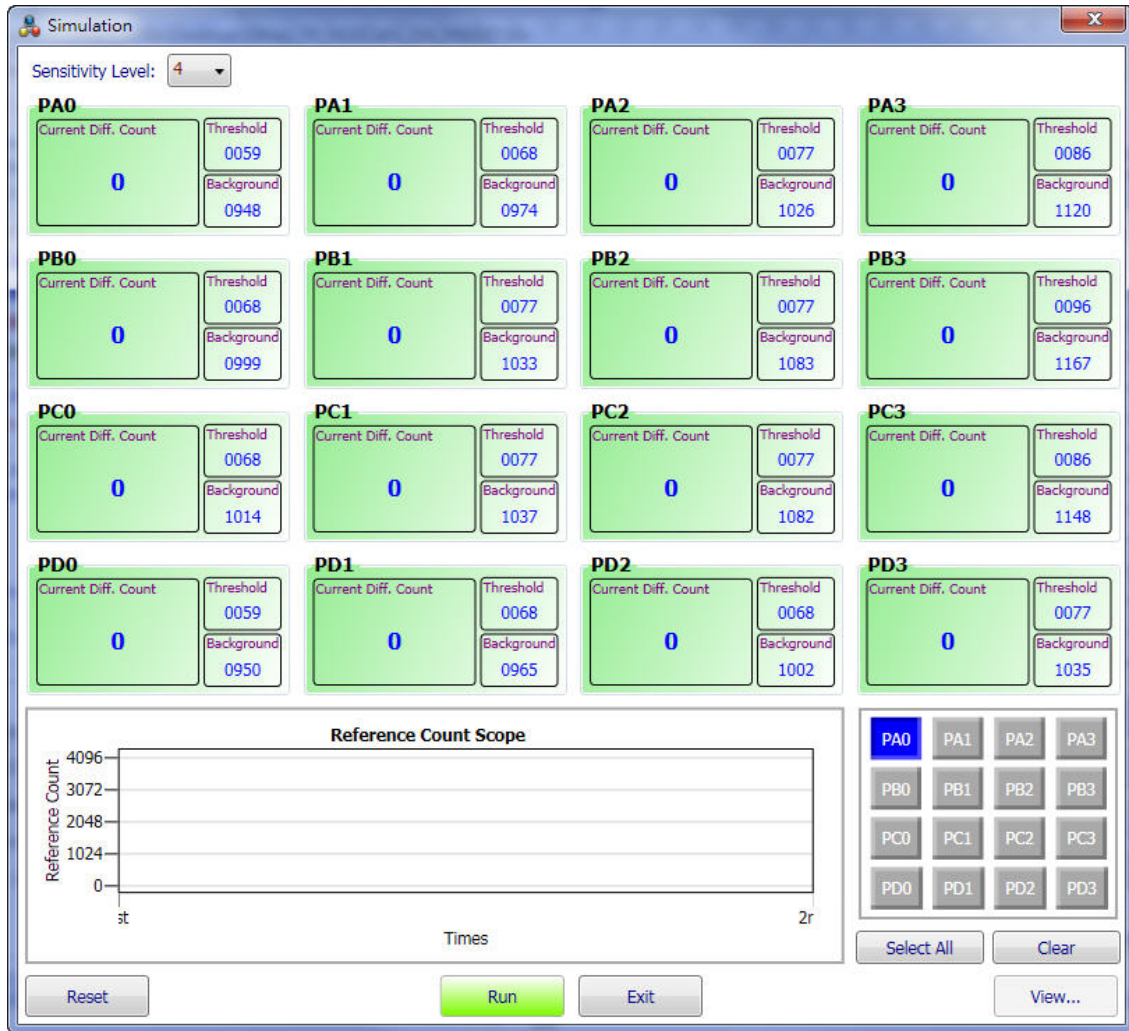 Simulation
Sensitivity Level: 4
PA0 PA1 PA2 PA3
Current Diff. Count Threshold Current Diff. Count Threshold Current Diff. Count Threshold Current Diff. Count Threshold
0059 0068 0077 0086
0 Background 0 Background 0 Background 0 Background
0948 0974 1026 1120
PB0 PB1 PB2 PB3
Current Diff. Count Threshold Current Diff. Count Threshold Current Diff. Count Threshold Current Diff. Count Threshold
0068 0077 0077 0096
0 Background 0 Background 0 Background 0 Background
0999 1033 1083 1167
PC0 PC1 PC2 PC3
Current Diff. Count Threshold Current Diff. Count Threshold Current Diff. Count Threshold Current Diff. Count Threshold
0068 0077 0077 0086
0 Background 0 Background 0 Background 0 Background
1014 1037 1082 1148
PD0 PD1 PD2 PD3
Current Diff. Count Threshold Current Diff. Count Threshold Current Diff. Count Threshold Current Diff. Count Threshold
0059 0068 0068 0077
0 Background 0 Background 0 Background 0 Background
0950 0965 1002 1035
Reference Count Scope
Reference Count
4096
3072
2048
1024
0
st 2r
Times
PA0 PA1 PA2 PA3
PB0 PB1 PB2 PB3
PC0 PC1 PC2 PC3
PD0 PD1 PD2 PD3
Select All Clear
Reset Run Exit View...